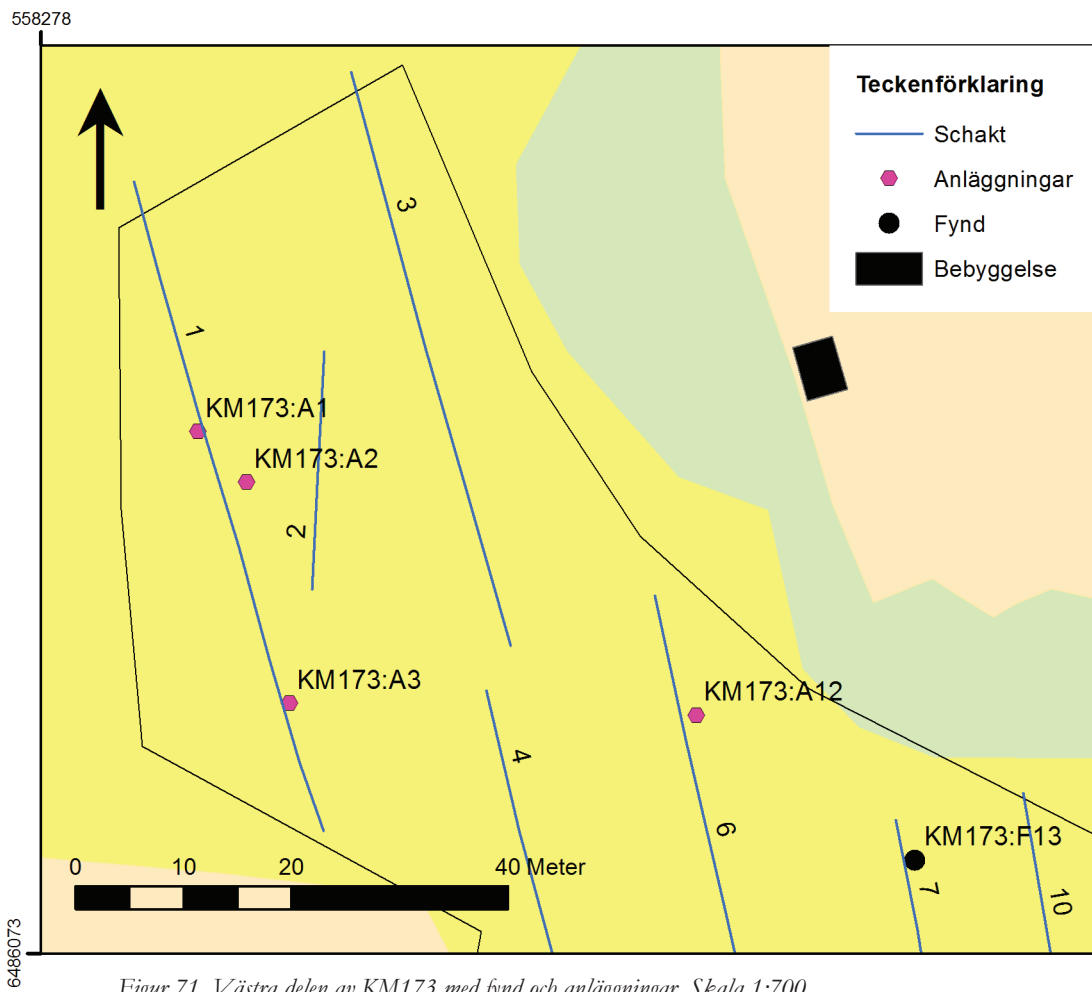 558278
Teckenförklaring
Schakt
Anläggningar
Fynd
Bebyggelse
3
1
KM173:A1
KM173:A2
2
KM173:A3
KM173:A12
4
6
KM173:F13
7
10
0 10 20 40 Meter
6486073
Figur 71. Västra delen av KM173 med fynd och anläggningar. Skala 1:700